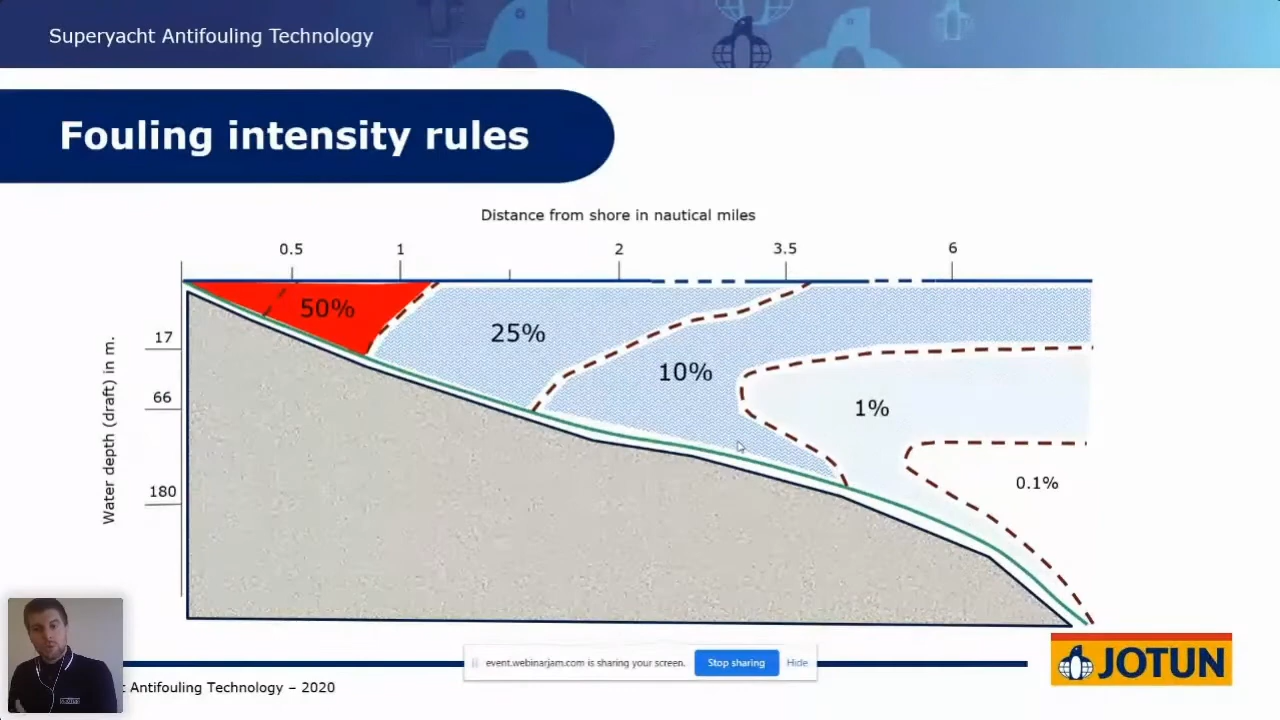 Superyacht Antifouling Technology
Fouling intensity rules
Distance from shore in nautical miles
0.5 1 2 3.5 6
50%
25%
10%
1%
0.1%
Water depth (draft) in m.
17
66
180
event.webinarjam.com is sharing your screen. Stop sharing Hide
JOTUN
t Antifouling Technology – 2020